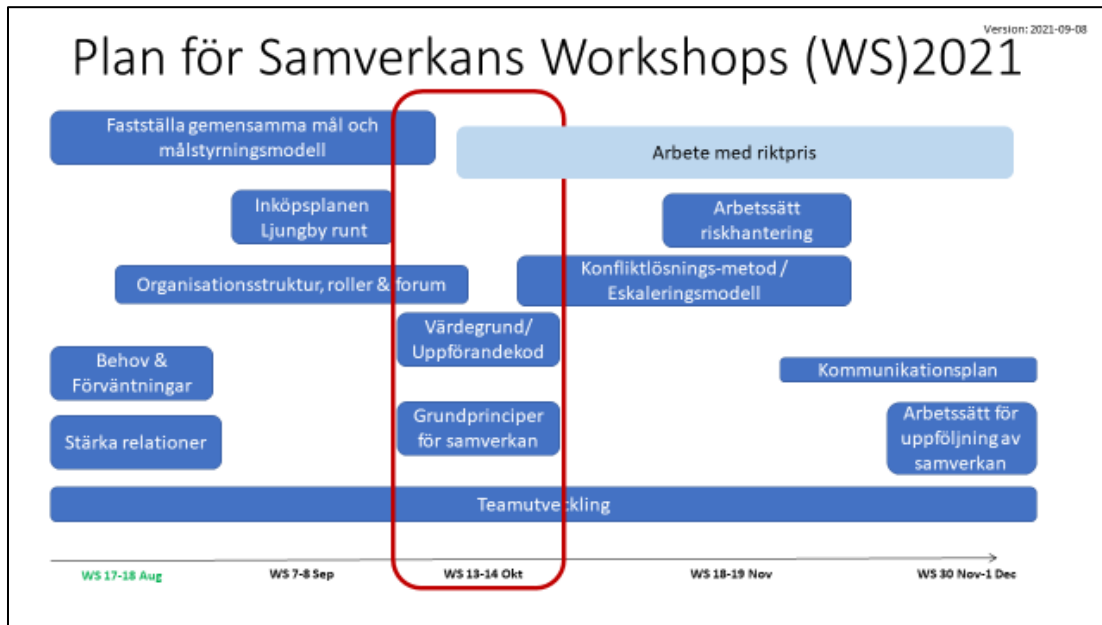 Version: 2021-09-08
Plan för Samverkans Workshops (WS)2021
Fastställa gemensamma mål och
målstyrningsmodell
Arbete med riktpris
Inköpsplanen
Ljungby runt
Arbetssätt
riskhantering
Organisationsstruktur, roller & forum
Konfliktlösnings-metod /
Eskaleringsmodell
Värdegrund/
Uppförandekod
Behov &
Förväntningar
Kommunikationsplan
Stärka relationer
Grundprinciper
för samverkan
Arbetssätt för
uppföljning av
samverkan
Teamutveckling
WS 17-18 Aug
WS 7-8 Sep
WS 13-14 Okt
WS 18-19 Nov
WS 30 Nov-1 Dec